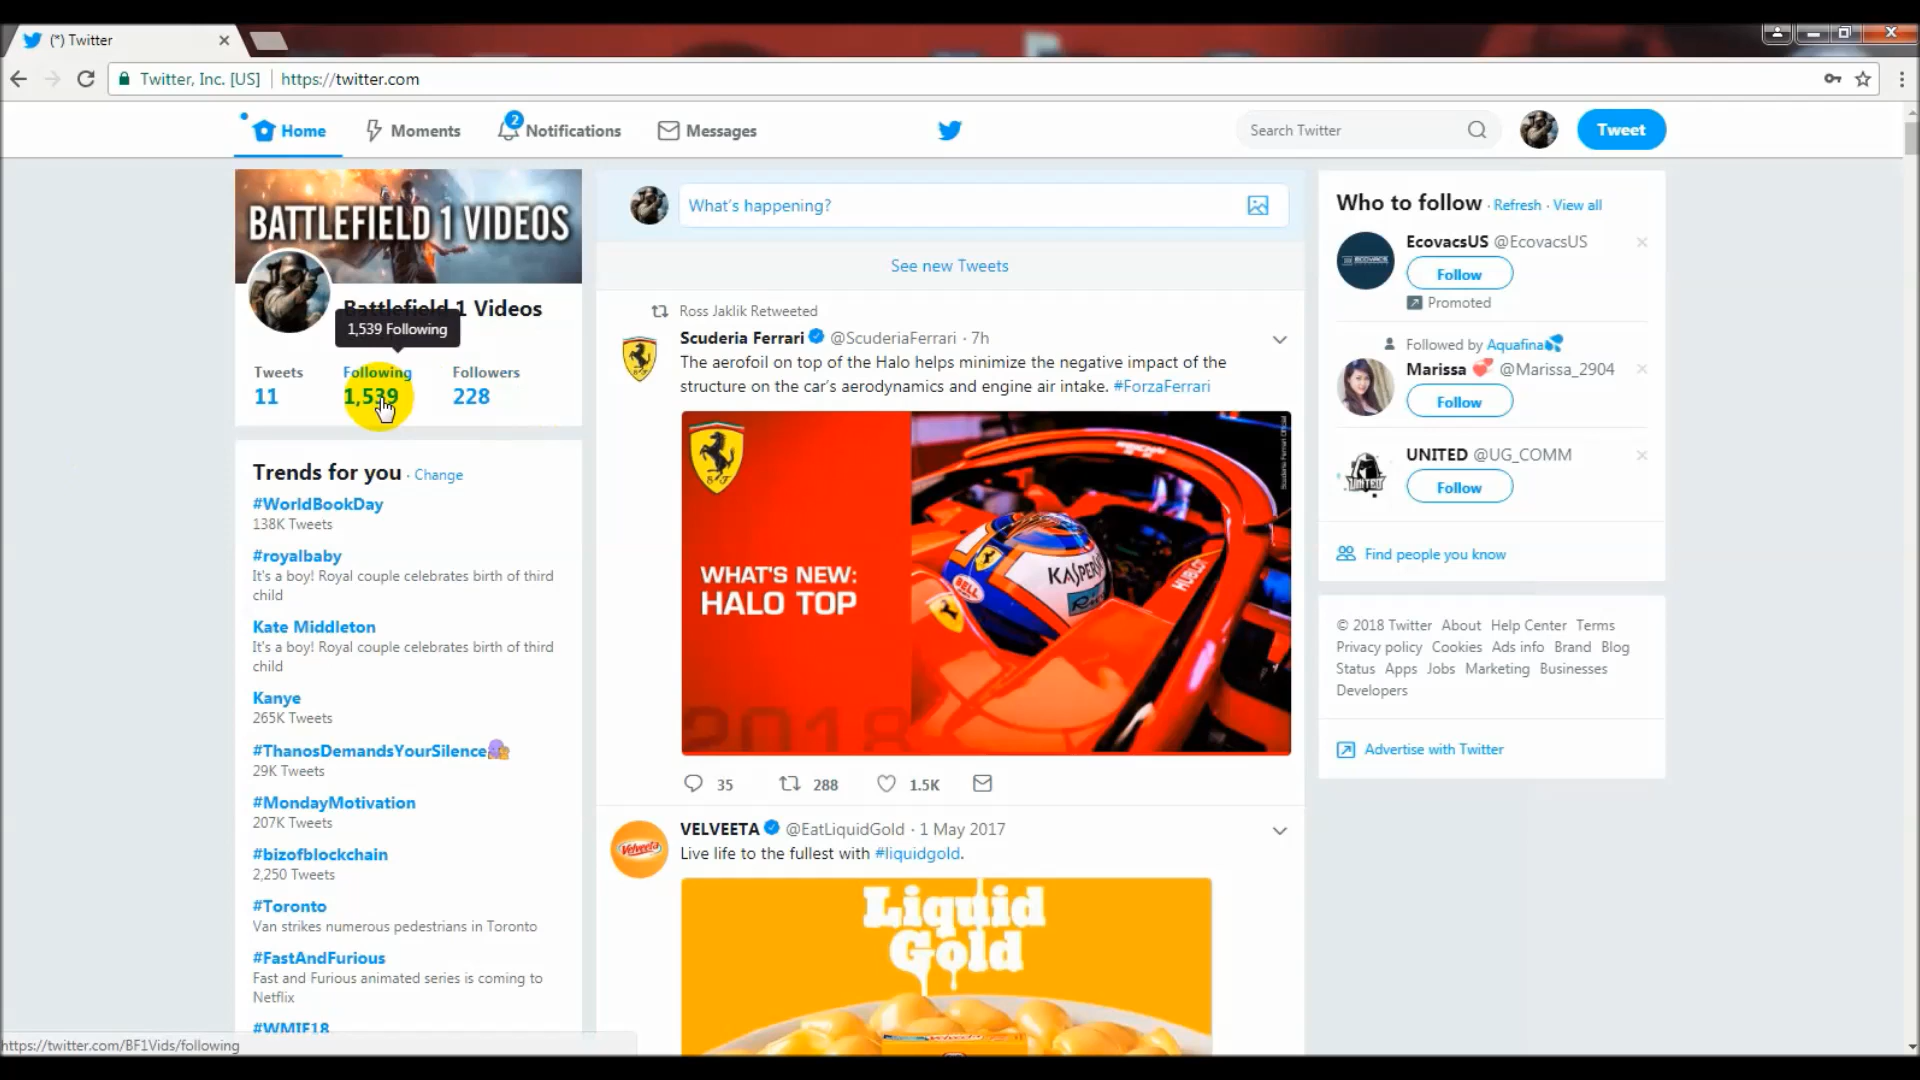 (*) Twitter
Twitter, Inc. [US] https://twitter.com
Home
Moments
2
Notifications
Messages
Search Twitter
Tweet
BATTLEFIELD 1 VIDEOS
Battlefield 1 Videos
1,539 Following
Tweets Following Followers
11 1,539 228
Trends for you · Change
#WorldBookDay
138K Tweets
#royalbaby
It's a boy! Royal couple celebrates birth of third
child
Kate Middleton
It's a boy! Royal couple celebrates birth of third
child
Kanye
265K Tweets
#ThanosDemandsYourSilence
29K Tweets
#MondayMotivation
207K Tweets
#bizofblockchain
2,250 Tweets
#Toronto
Van strikes numerous pedestrians in Toronto
#FastAndFurious
Fast and Furious animated series is coming to
Netflix
#WMIF18
https://twitter.com/BF1Vids/following
What's happening?
See new Tweets
Ross Jaklik Retweeted
Scuderia Ferrari @ScuderiaFerrari · 7h
The aerofoil on top of the Halo helps minimize the negative impact of the
structure on the car's aerodynamics and engine air intake. #ForzaFerrari
S F
WHAT'S NEW:
HALO TOP
2018
BELL
KASPERS
HUBLOT
Scuderia Ferrari Official
35 288 1.5K
VELVEETA @EatLiquidGold · 1 May 2017
Velveeta
Live life to the fullest with #liquidgold.
Liquid
Gold
Who to follow · Refresh · View all
EcovacsUS @EcovacsUS
ECOVACS
Follow
Promoted
Followed by Aquafina
Marissa @Marissa_2904
Follow
UNITED @UG_COMM
UNITED
Follow
Find people you know
© 2018 Twitter About Help Center Terms
Privacy policy Cookies Ads info Brand Blog
Status Apps Jobs Marketing Businesses
Developers
Advertise with Twitter